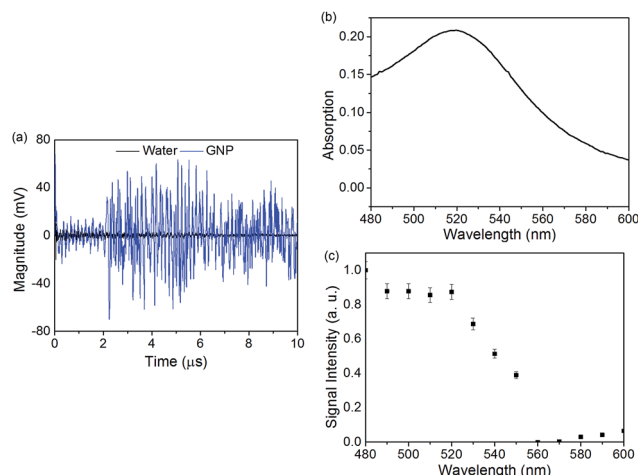 (a)
Water GNP
80
40
0
-40
-80
Magnitude (mV)
0 2 4 6 8 10
Time (μs)
(b)
0.20
0.15
0.10
0.05
0.00
Absorption
480 500 520 540 560 580 600
Wavelength (nm)
(c)
1.0
0.8
0.6
0.4
0.2
0.0
Signal Intensity (a. u.)
480 500 520 540 560 580 600
Wavelength (nm)